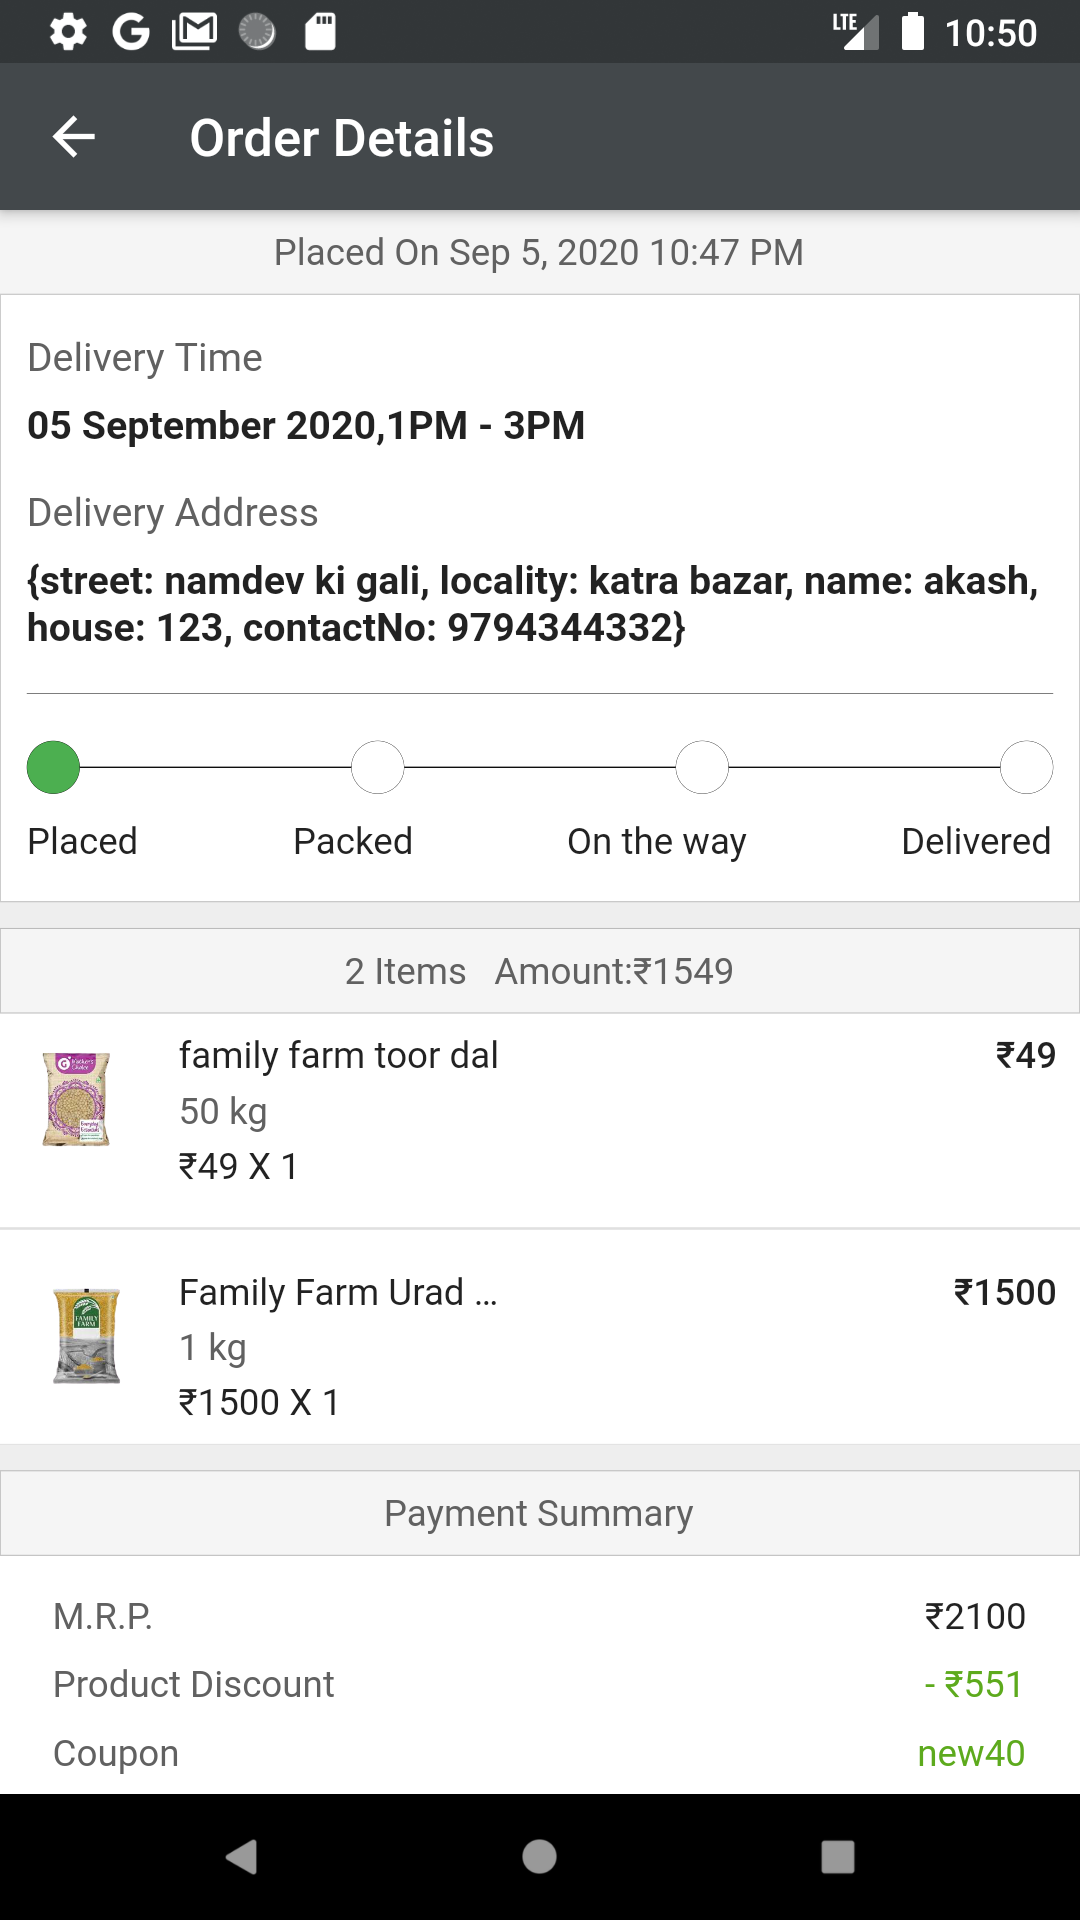 LTE 10:50
Order Details
Placed On Sep 5, 2020 10:47 PM
Delivery Time
05 September 2020,1PM - 3PM
Delivery Address
{street: namdev ki gali, locality: katra bazar, name: akash,
house: 123, contactNo: 9794344332}
Placed Packed On the way Delivered
2 Items Amount:₹1549
family farm toor dal ₹49
50 kg
₹49 X 1
Family Farm Urad ... ₹1500
1 kg
₹1500 X 1
FAMILY
FARM
Payment Summary
M.R.P. ₹2100
Product Discount - ₹551
Coupon new40